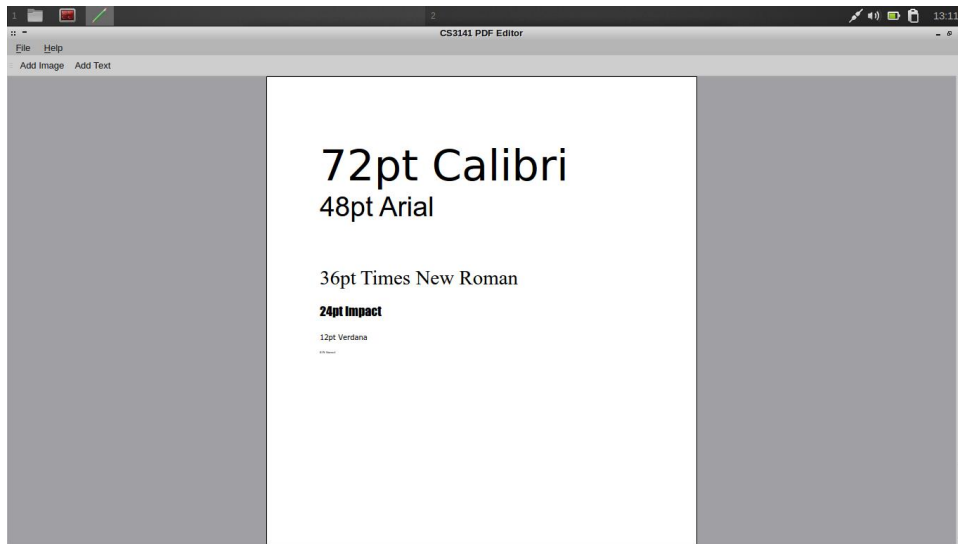 1
2
13:11
CS3141 PDF Editor
File Help
Add Image Add Text
72pt Calibri
48pt Arial
36pt Times New Roman
24pt Impact
12pt Verdana